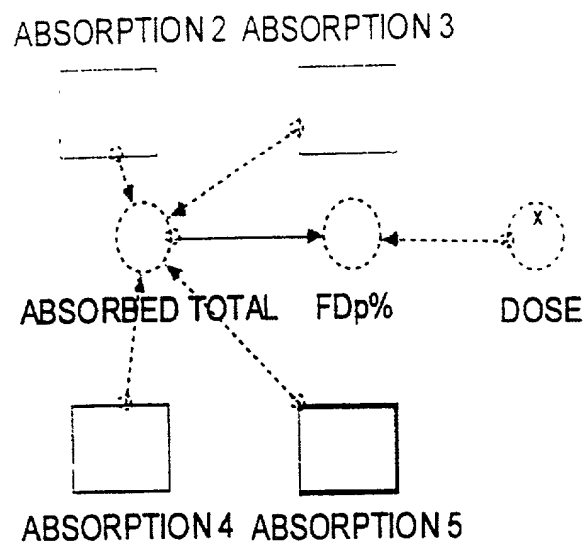 ABSORPTION 2 ABSORPTION 3
x
ABSORBED TOTAL FDp% DOSE
ABSORPTION 4 ABSORPTION 5